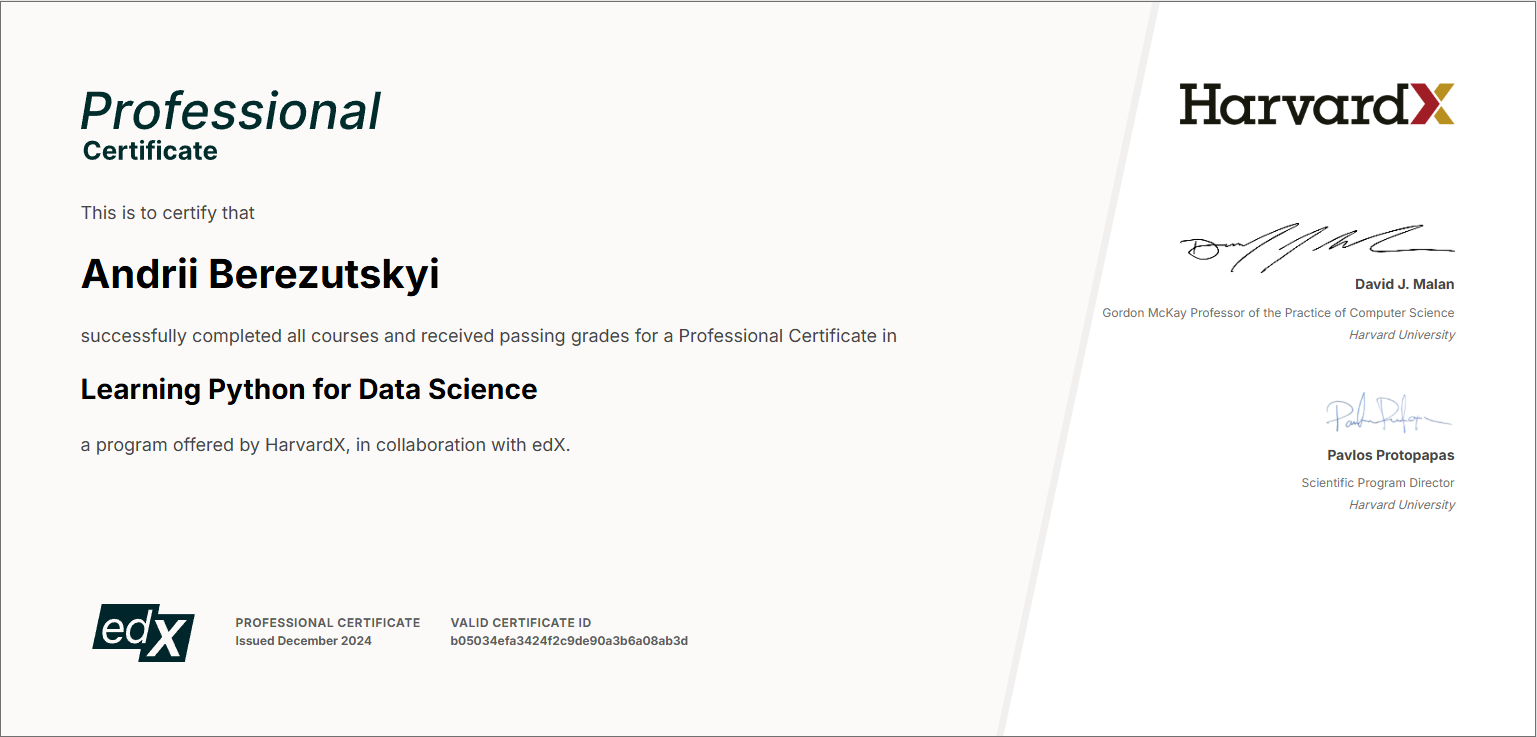 Professional
Certificate
This is to certify that
Andrii Berezutskyi
successfully completed all courses and received passing grades for a Professional Certificate in
Learning Python for Data Science
a program offered by HarvardX, in collaboration with edX.
edX
PROFESSIONAL CERTIFICATE
Issued December 2024
VALID CERTIFICATE ID
b05034efa3424f2c9de90a3b6a08ab3d
HarvardX
David J. Malan
Gordon McKay Professor of the Practice of Computer Science
Harvard University
Pavlos Protopapas
Scientific Program Director
Harvard University